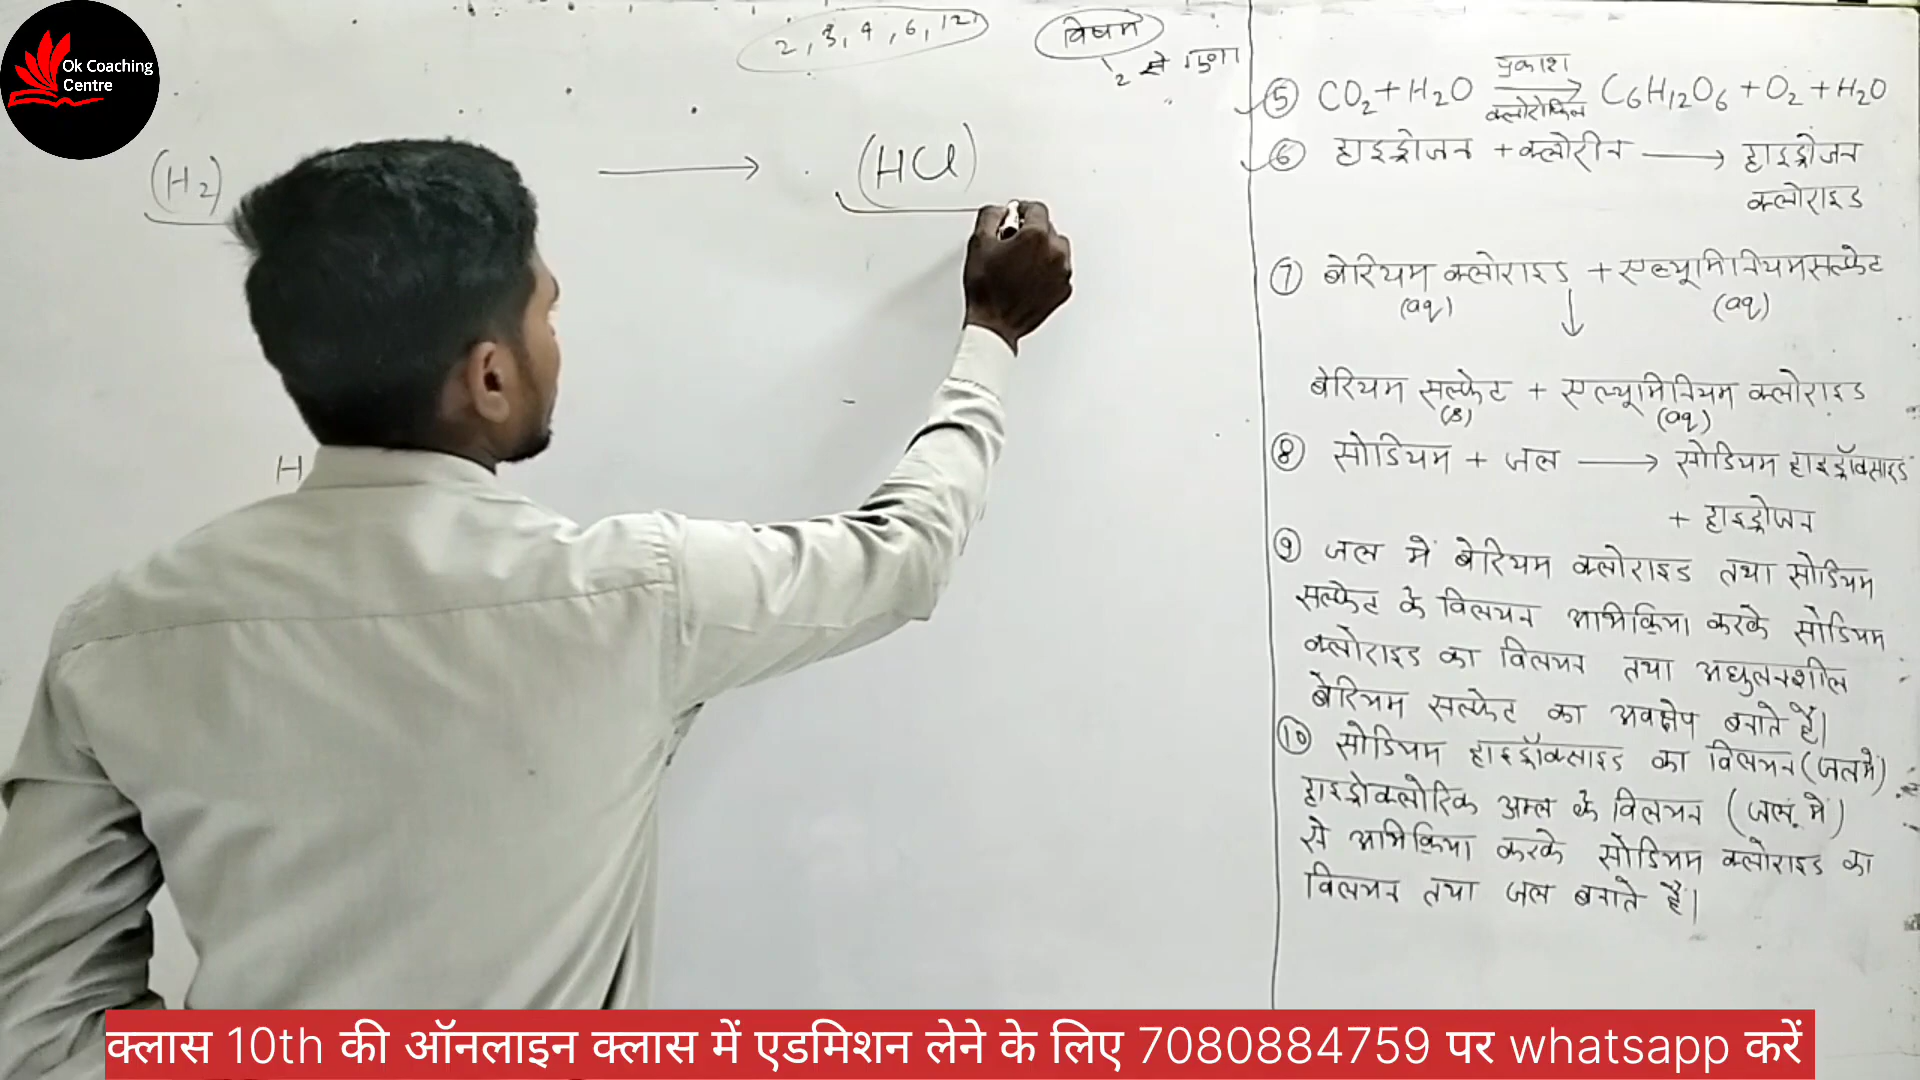 Ok Coaching
Centre
2, 3, 4, 6, 12
विषम
2 से गुणा
(H₂) ⟶ (HCl)
H
⑤ CO₂ + H₂O ⟶ C₆H₁₂O₆ + O₂ + H₂O
प्रकाश
क्लोरोफिल
⑥ हाइड्रोजन + क्लोरीन ⟶ हाइड्रोजन
क्लोराइड
⑦ बेरियम क्लोराइड + एल्यूमिनियम सल्फेट
(aq) ↓ (aq)
बेरियम सल्फेट + एल्यूमिनियम क्लोराइड
(s) (aq)
⑧ सोडियम + जल ⟶ सोडियम हाइड्रॉक्साइड
+ हाइड्रोजन
⑨ जल में बेरियम क्लोराइड तथा सोडियम
सल्फेट के विलयन अभिक्रिया करके सोडियम
क्लोराइड का विलयन तथा अघुलनशील
बेरियम सल्फेट का अवक्षेप बनाते हैं।
⑩ सोडियम हाइड्रॉक्साइड का विलयन (जल में)
हाइड्रोक्लोरिक अम्ल के विलयन (जल में)
से अभिक्रिया करके सोडियम क्लोराइड का
विलयन तथा जल बनाते हैं।
क्लास 10th की ऑनलाइन क्लास में एडमिशन लेने के लिए 7080884759 पर whatsapp करें